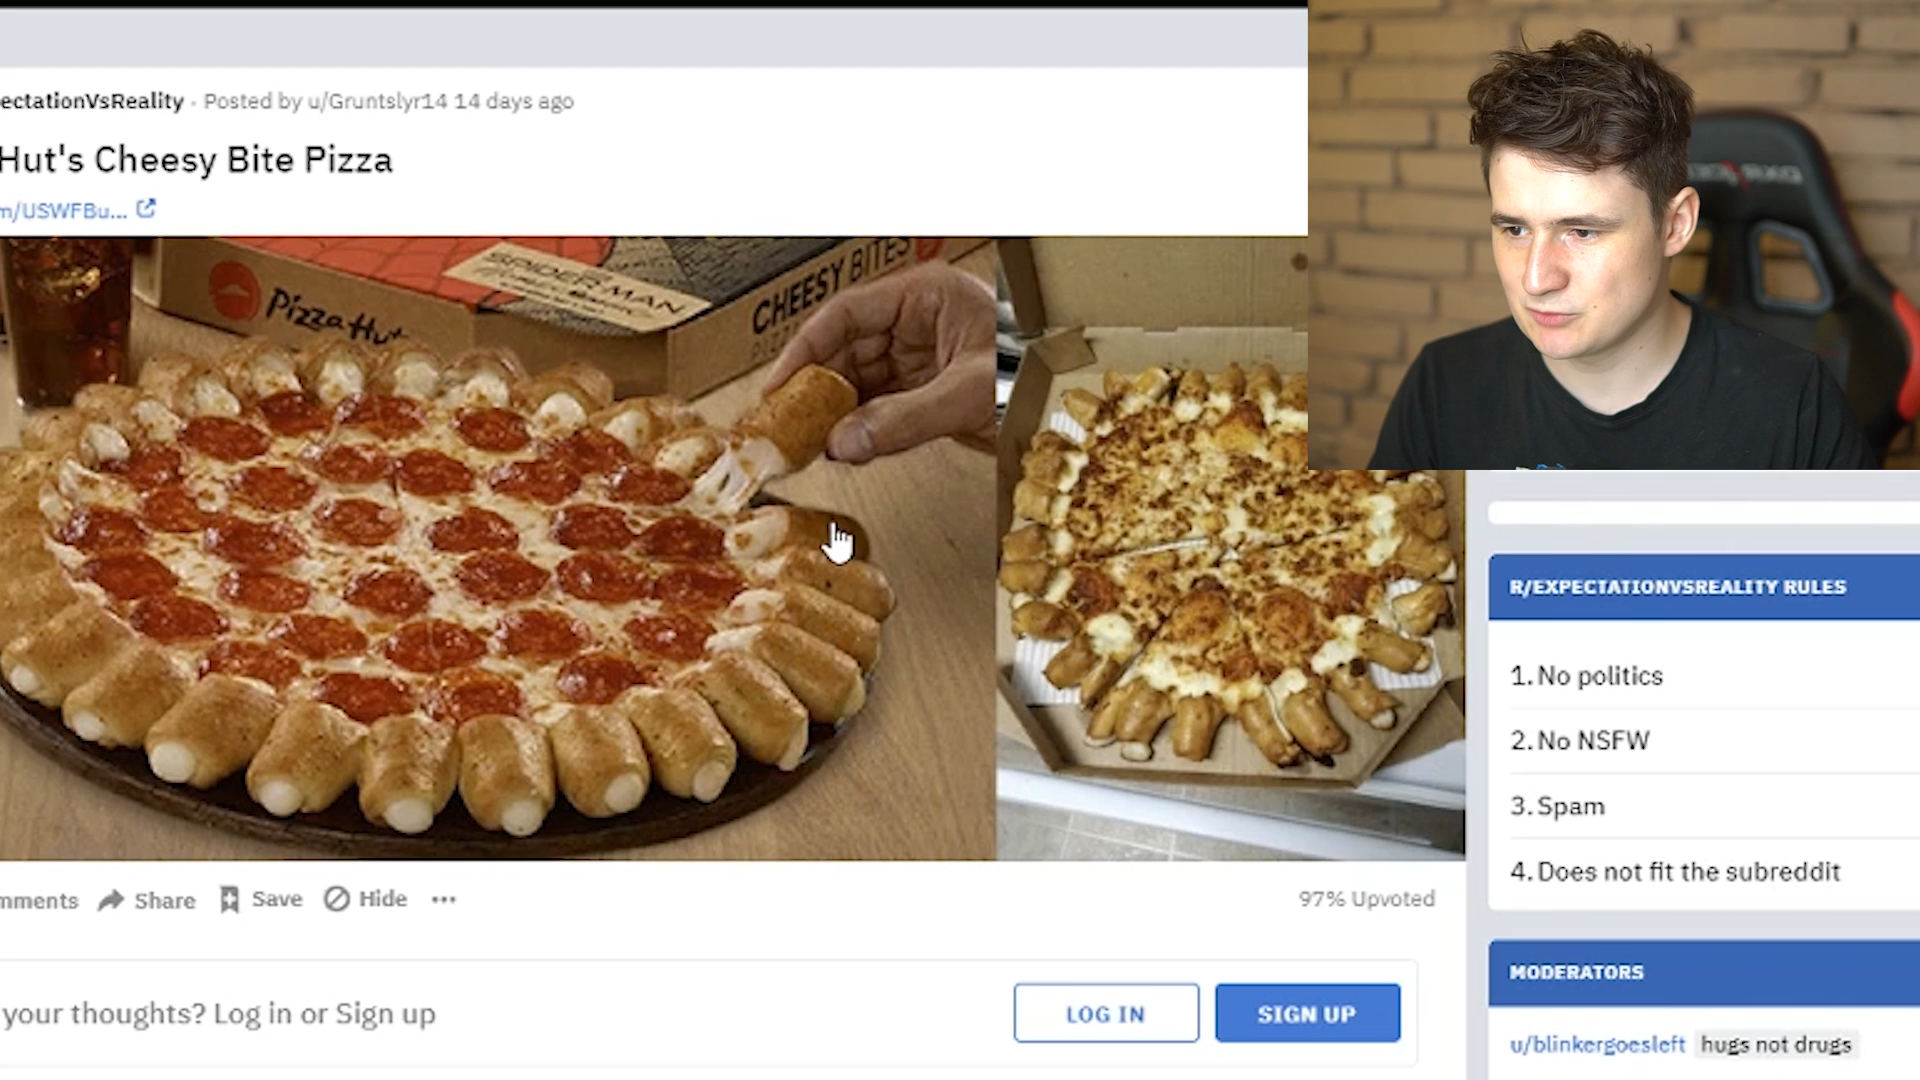 ectationVsReality · Posted by u/Gruntslyr14 14 days ago
Hut's Cheesy Bite Pizza
m/USWFBu...
SPIDER-MAN
Pizza Hut
CHEESY BITES
PIZZA
R/EXPECTATIONVSREALITY RULES
1. No politics
2. No NSFW
3. Spam
4. Does not fit the subreddit
mments Share Save Hide ...
97% Upvoted
your thoughts? Log in or Sign up
LOG IN
SIGN UP
MODERATORS
u/blinkergoesleft hugs not drugs